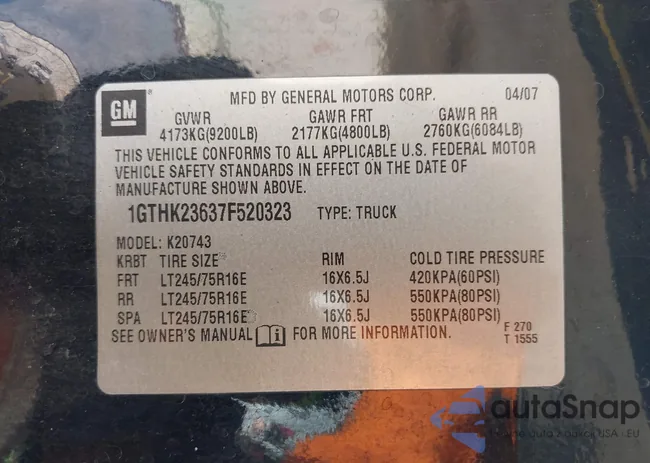 GM
MFD BY GENERAL MOTORS CORP. 04/07
GVWR GAWR FRT GAWR RR
4173KG(9200LB) 2177KG(4800LB) 2760KG(6084LB)
THIS VEHICLE CONFORMS TO ALL APPLICABLE U.S. FEDERAL MOTOR
VEHICLE SAFETY STANDARDS IN EFFECT ON THE DATE OF
MANUFACTURE SHOWN ABOVE.
1GTHK23637F520323 TYPE: TRUCK
MODEL: K20743
KRBT TIRE SIZE RIM COLD TIRE PRESSURE
FRT LT245/75R16E 16X6.5J 420KPA(60PSI)
RR LT245/75R16E 16X6.5J 550KPA(80PSI)
SPA LT245/75R16E 16X6.5J 550KPA(80PSI)
SEE OWNER'S MANUAL FOR MORE INFORMATION.
F 270
T 1555
autaSnap
auta z USA i EU